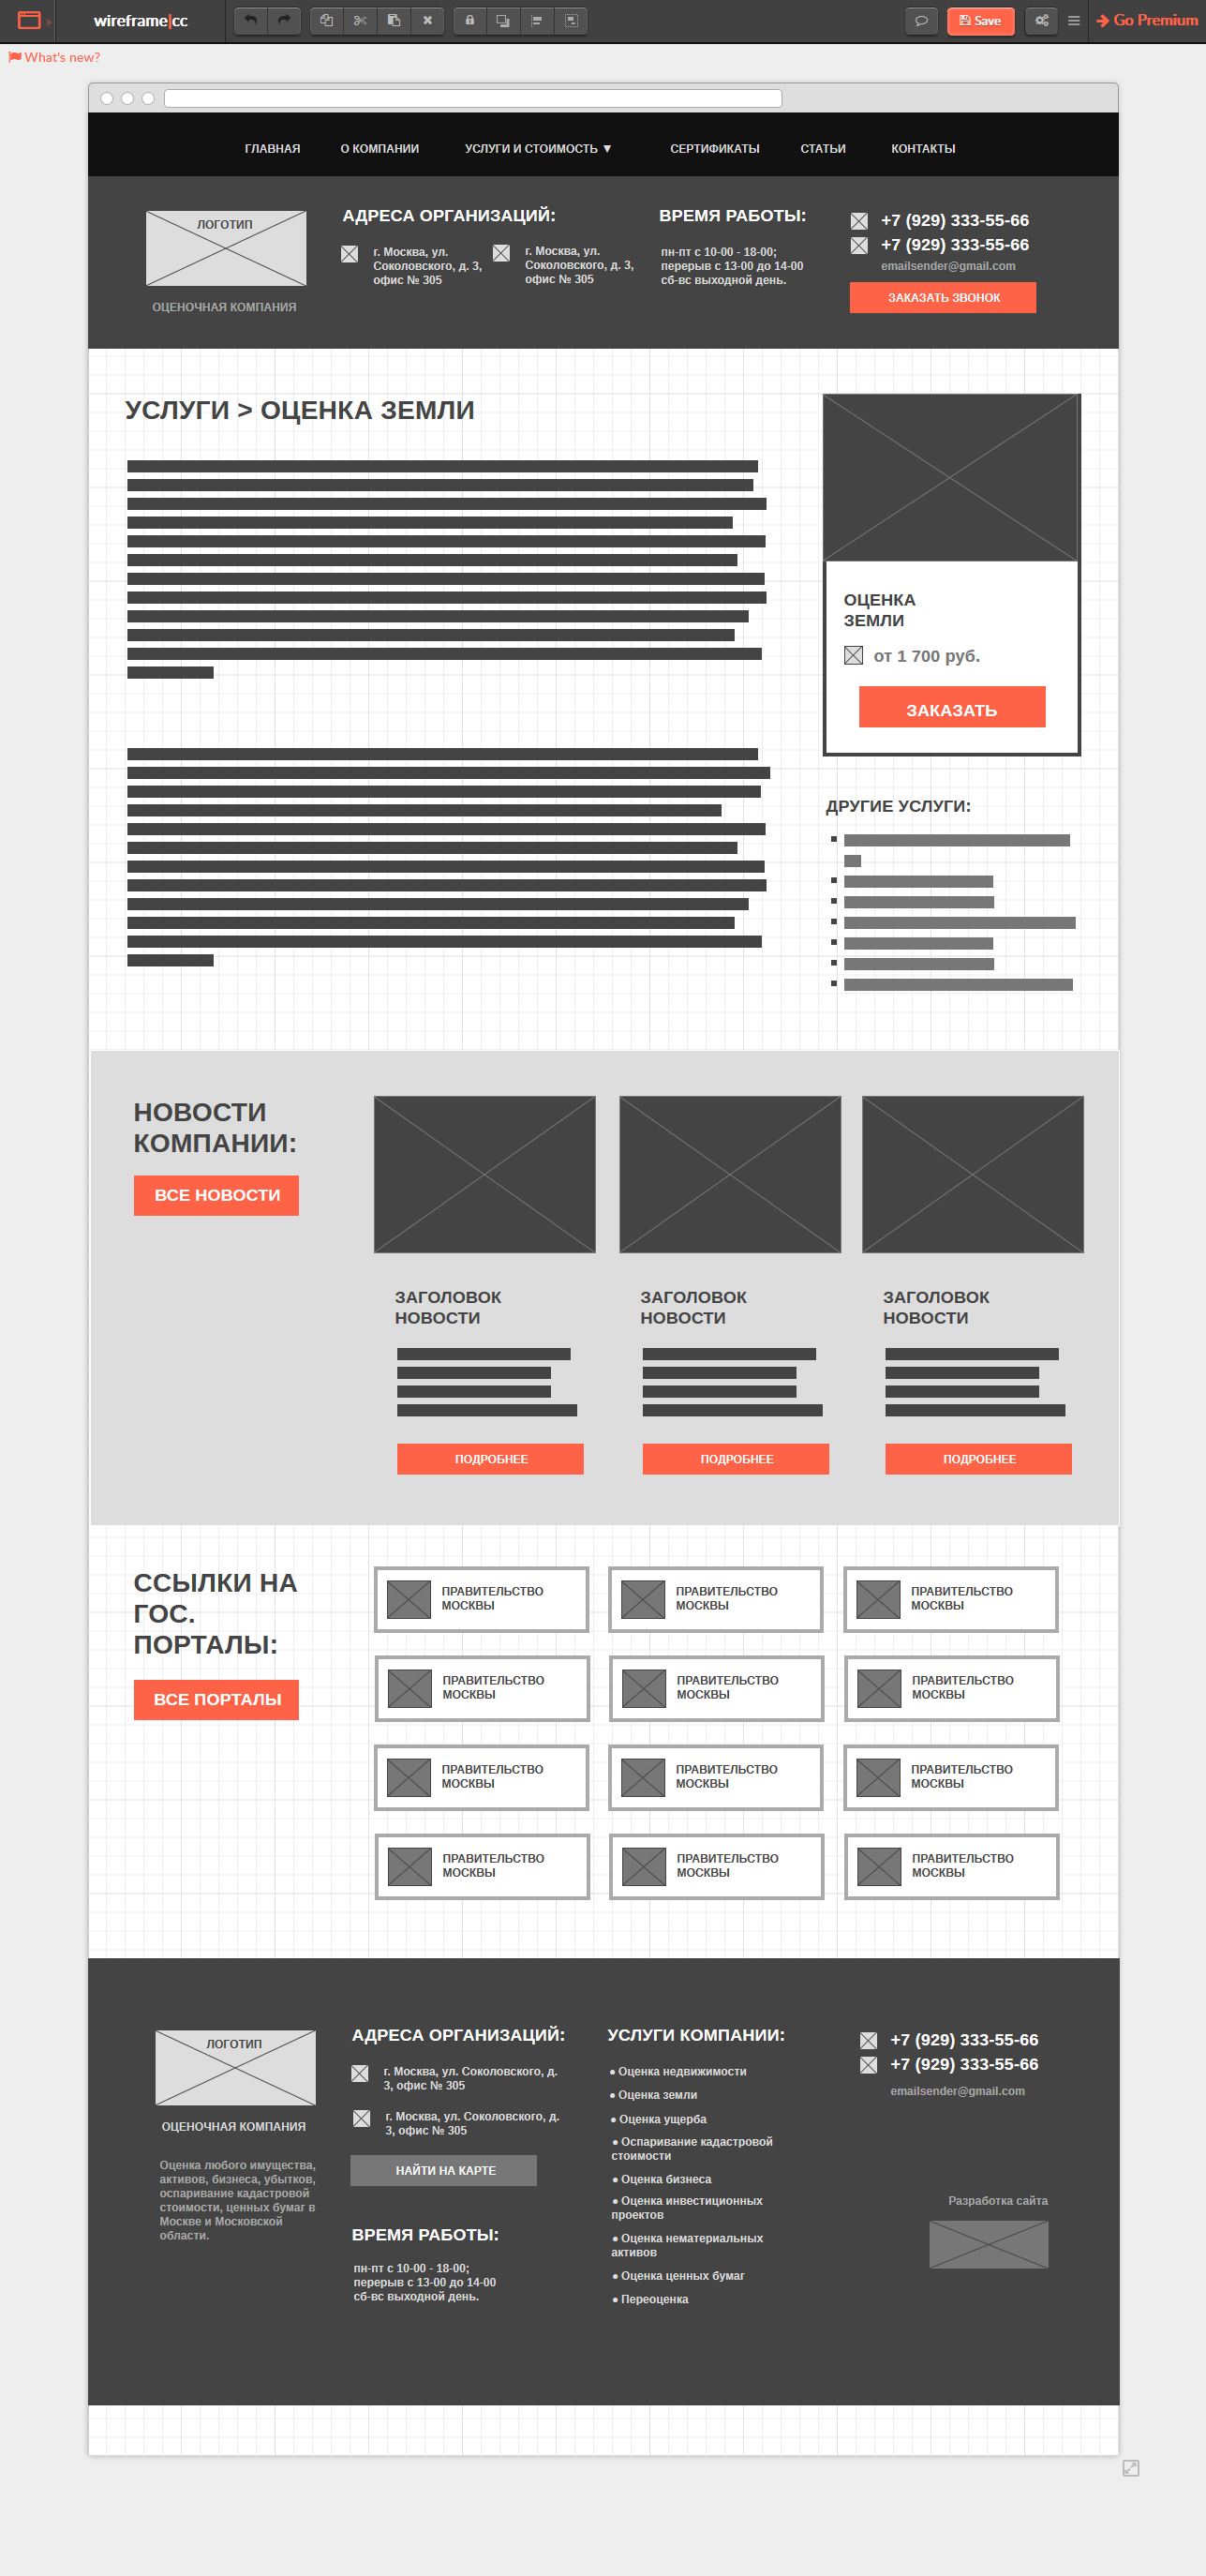 wireframe|cc
Save
Go Premium
What's new?
ГЛАВНАЯ
О КОМПАНИИ
УСЛУГИ И СТОИМОСТЬ ▼
СЕРТИФИКАТЫ
СТАТЬИ
КОНТАКТЫ
ЛОГОТИП
ОЦЕНОЧНАЯ КОМПАНИЯ
АДРЕСА ОРГАНИЗАЦИЙ:
г. Москва, ул.
Соколовского, д. 3,
офис № 305
г. Москва, ул.
Соколовского, д. 3,
офис № 305
ВРЕМЯ РАБОТЫ:
пн-пт с 10-00 - 18-00;
перерыв с 13-00 до 14-00
сб-вс выходной день.
+7 (929) 333-55-66
+7 (929) 333-55-66
emailsender@gmail.com
ЗАКАЗАТЬ ЗВОНОК
УСЛУГИ > ОЦЕНКА ЗЕМЛИ
ОЦЕНКА
ЗЕМЛИ
от 1 700 руб.
ЗАКАЗАТЬ
ДРУГИЕ УСЛУГИ:
НОВОСТИ
КОМПАНИИ:
ВСЕ НОВОСТИ
ЗАГОЛОВОК
НОВОСТИ
ПОДРОБНЕЕ
ЗАГОЛОВОК
НОВОСТИ
ПОДРОБНЕЕ
ЗАГОЛОВОК
НОВОСТИ
ПОДРОБНЕЕ
ССЫЛКИ НА
ГОС.
ПОРТАЛЫ:
ВСЕ ПОРТАЛЫ
ПРАВИТЕЛЬСТВО
МОСКВЫ
ПРАВИТЕЛЬСТВО
МОСКВЫ
ПРАВИТЕЛЬСТВО
МОСКВЫ
ПРАВИТЕЛЬСТВО
МОСКВЫ
ПРАВИТЕЛЬСТВО
МОСКВЫ
ПРАВИТЕЛЬСТВО
МОСКВЫ
ПРАВИТЕЛЬСТВО
МОСКВЫ
ПРАВИТЕЛЬСТВО
МОСКВЫ
ПРАВИТЕЛЬСТВО
МОСКВЫ
ПРАВИТЕЛЬСТВО
МОСКВЫ
ПРАВИТЕЛЬСТВО
МОСКВЫ
ПРАВИТЕЛЬСТВО
МОСКВЫ
ЛОГОТИП
ОЦЕНОЧНАЯ КОМПАНИЯ
Оценка любого имущества,
активов, бизнеса, убытков,
оспаривание кадастровой
стоимости, ценных бумаг в
Москве и Московской
области.
АДРЕСА ОРГАНИЗАЦИЙ:
г. Москва, ул. Соколовского, д.
3, офис № 305
г. Москва, ул. Соколовского, д.
3, офис № 305
НАЙТИ НА КАРТЕ
ВРЕМЯ РАБОТЫ:
пн-пт с 10-00 - 18-00;
перерыв с 13-00 до 14-00
сб-вс выходной день.
УСЛУГИ КОМПАНИИ:
● Оценка недвижимости
● Оценка земли
● Оценка ущерба
● Оспаривание кадастровой
стоимости
● Оценка бизнеса
● Оценка инвестиционных
проектов
● Оценка нематериальных
активов
● Оценка ценных бумаг
● Переоценка
+7 (929) 333-55-66
+7 (929) 333-55-66
emailsender@gmail.com
Разработка сайта